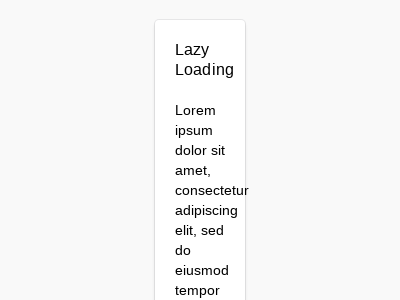 Lazy
Loading
Lorem
ipsum
dolor sit
amet,
consectetur
adipiscing
elit, sed
do
eiusmod
tempor